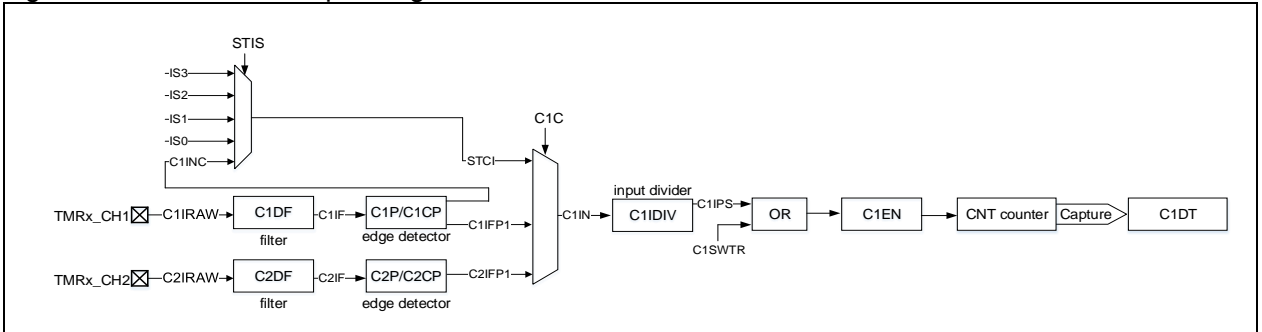 STIS
-IS3
-IS2
-IS1
-IS0
C1INC
C1C
STCI
input divider
TMRx_CH1
C1IRAW
C1DF
C1IF
C1P/C1CP
C1IFP1
C1IN
C1IDIV
C1IPS
OR
C1EN
CNT counter
Capture
C1DT
filter
edge detector
C1SWTR
TMRx_CH2
C2IRAW
C2DF
C2IF
C2P/C2CP
C2IFP1
filter
edge detector